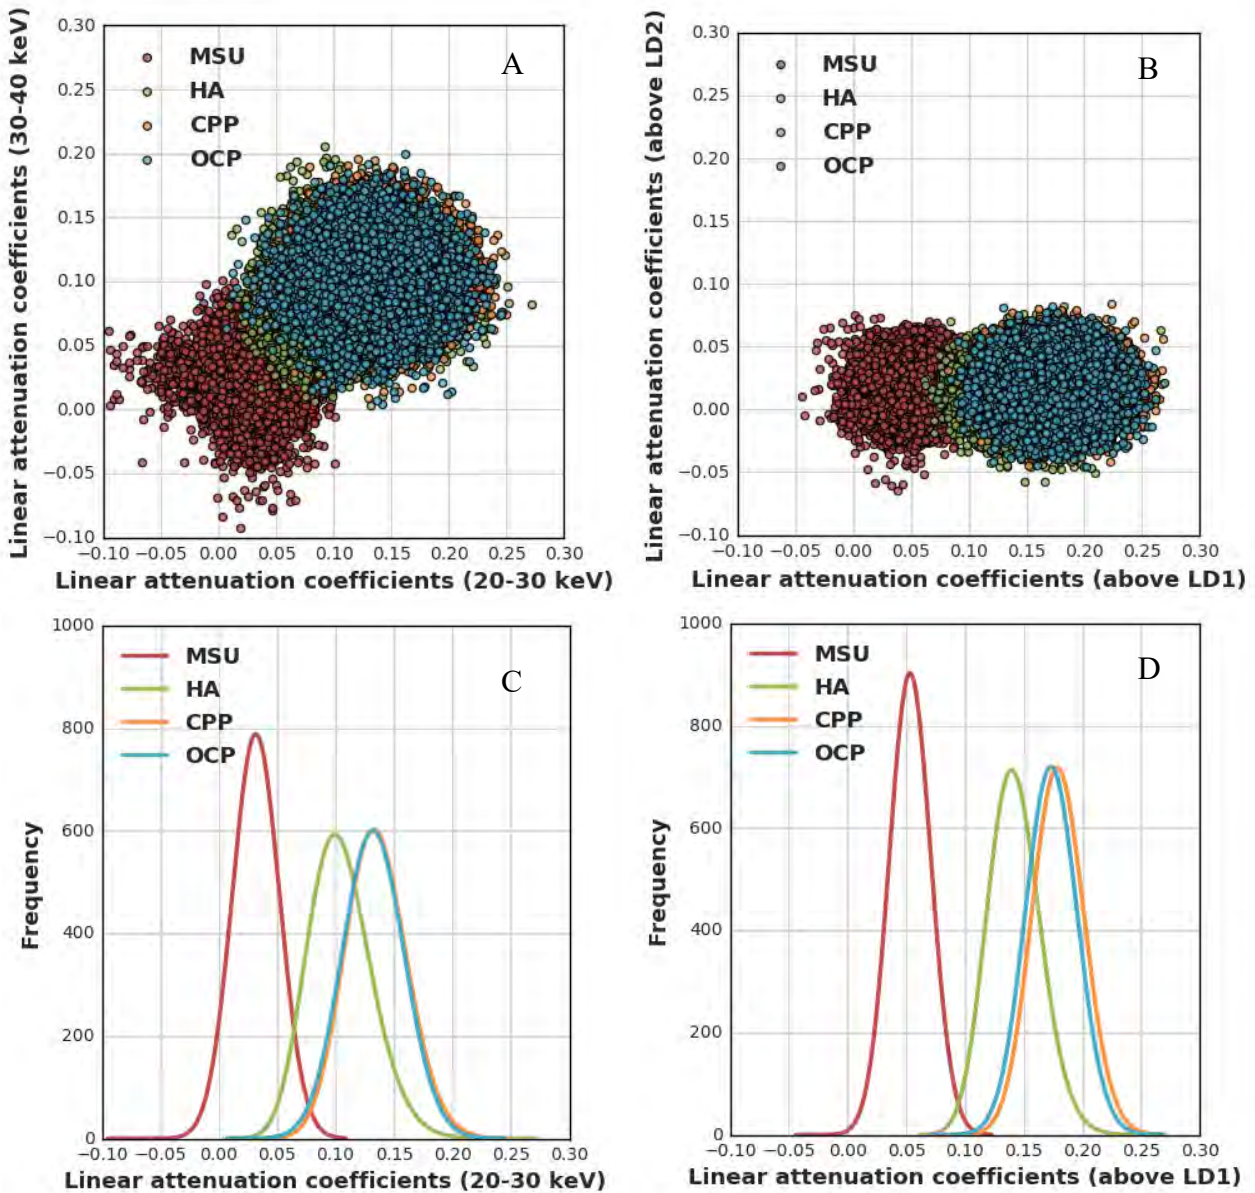 A
MSU
HA
CPP
OCP
Linear attenuation coefficients (30-40 keV)
0.30
0.25
0.20
0.15
0.10
0.05
0.00
−0.05
−0.10
−0.10 −0.05 0.00 0.05 0.10 0.15 0.20 0.25 0.30
Linear attenuation coefficients (20-30 keV)
B
MSU
HA
CPP
OCP
Linear attenuation coefficients (above LD2)
0.30
0.25
0.20
0.15
0.10
0.05
0.00
−0.05
−0.10
−0.10 −0.05 0.00 0.05 0.10 0.15 0.20 0.25 0.30
Linear attenuation coefficients (above LD1)
C
MSU
HA
CPP
OCP
Frequency
1000
800
600
400
200
0
−0.10 −0.05 0.00 0.05 0.10 0.15 0.20 0.25 0.30
Linear attenuation coefficients (20-30 keV)
D
MSU
HA
CPP
OCP
Frequency
1000
800
600
400
200
0
−0.10 −0.05 0.00 0.05 0.10 0.15 0.20 0.25 0.30
Linear attenuation coefficients (above LD1)